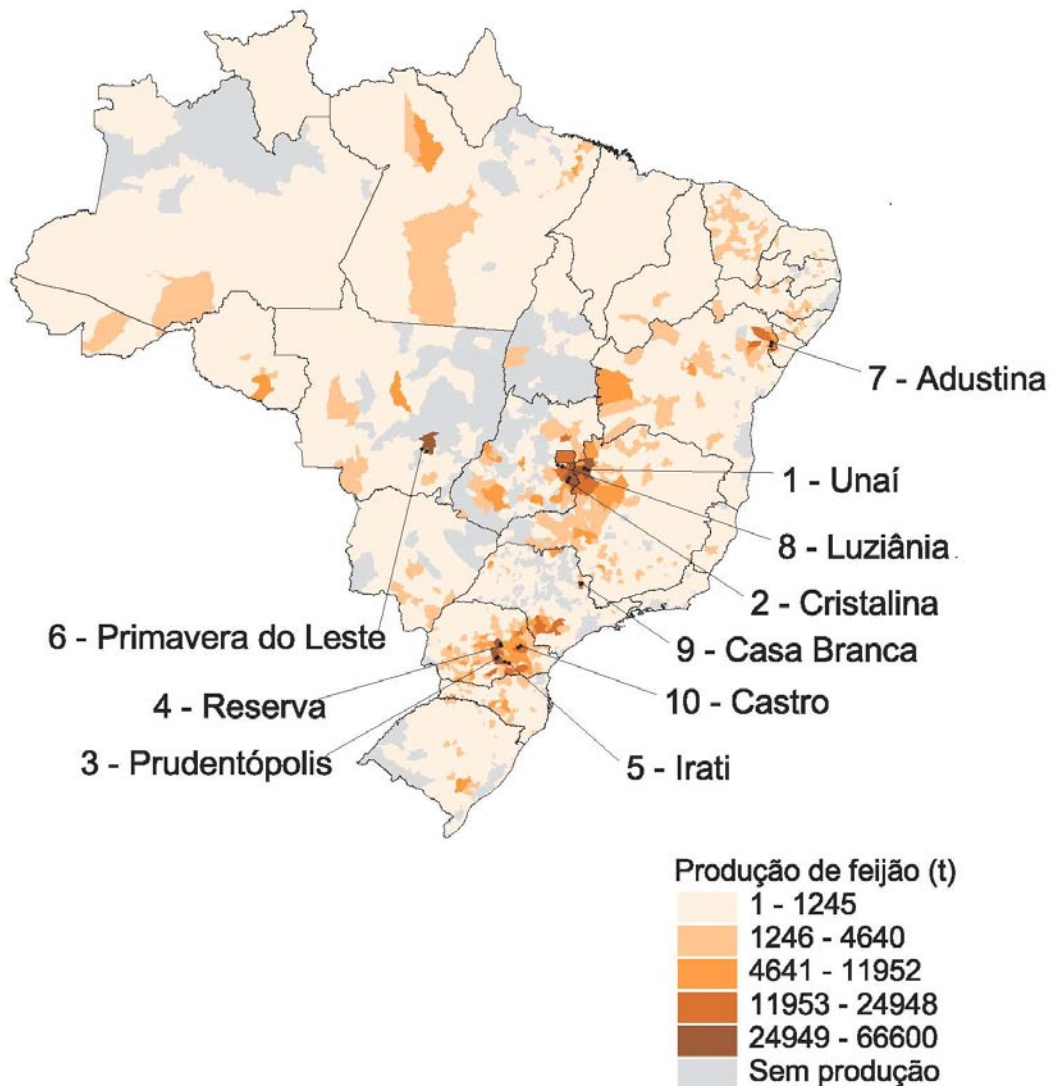 7 - Adustina
1 - Unaí
8 - Luziânia
2 - Cristalina
6 - Primavera do Leste
9 - Casa Branca
4 - Reserva
10 - Castro
3 - Prudentópolis
5 - Irati
Produção de feijão (t)
1 - 1245
1246 - 4640
4641 - 11952
11953 - 24948
24949 - 66600
Sem produção